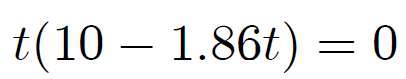 t(10 − 1.86t) = 0